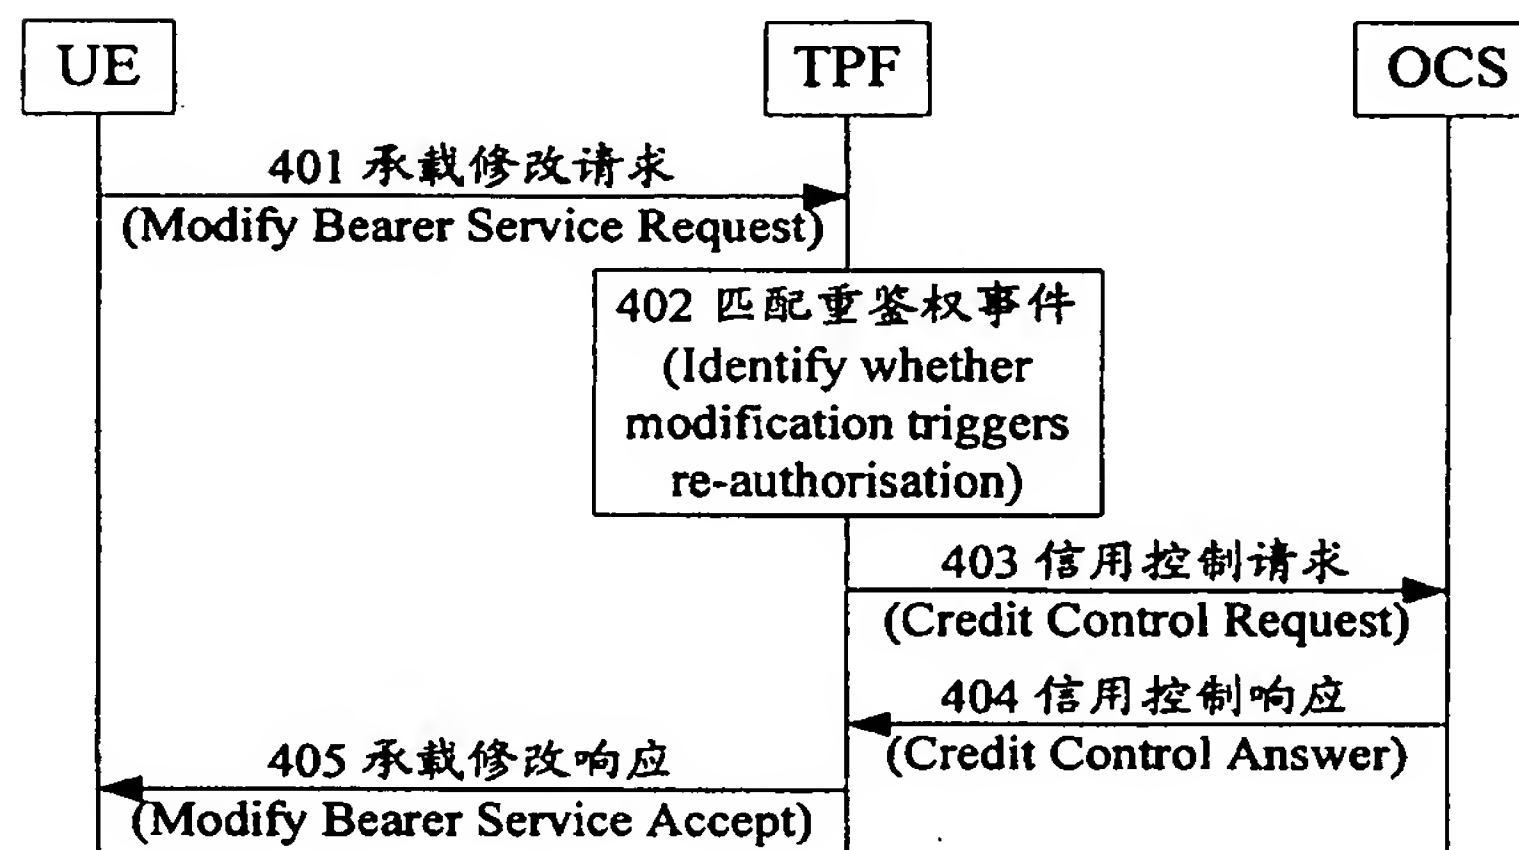 UE
TPF
OCS
401 承载修改请求
(Modify Bearer Service Request)
402 匹配重鉴权事件
(Identify whether
modification triggers
re-authorisation)
403 信用控制请求
(Credit Control Request)
404 信用控制响应
(Credit Control Answer)
405 承载修改响应
(Modify Bearer Service Accept)